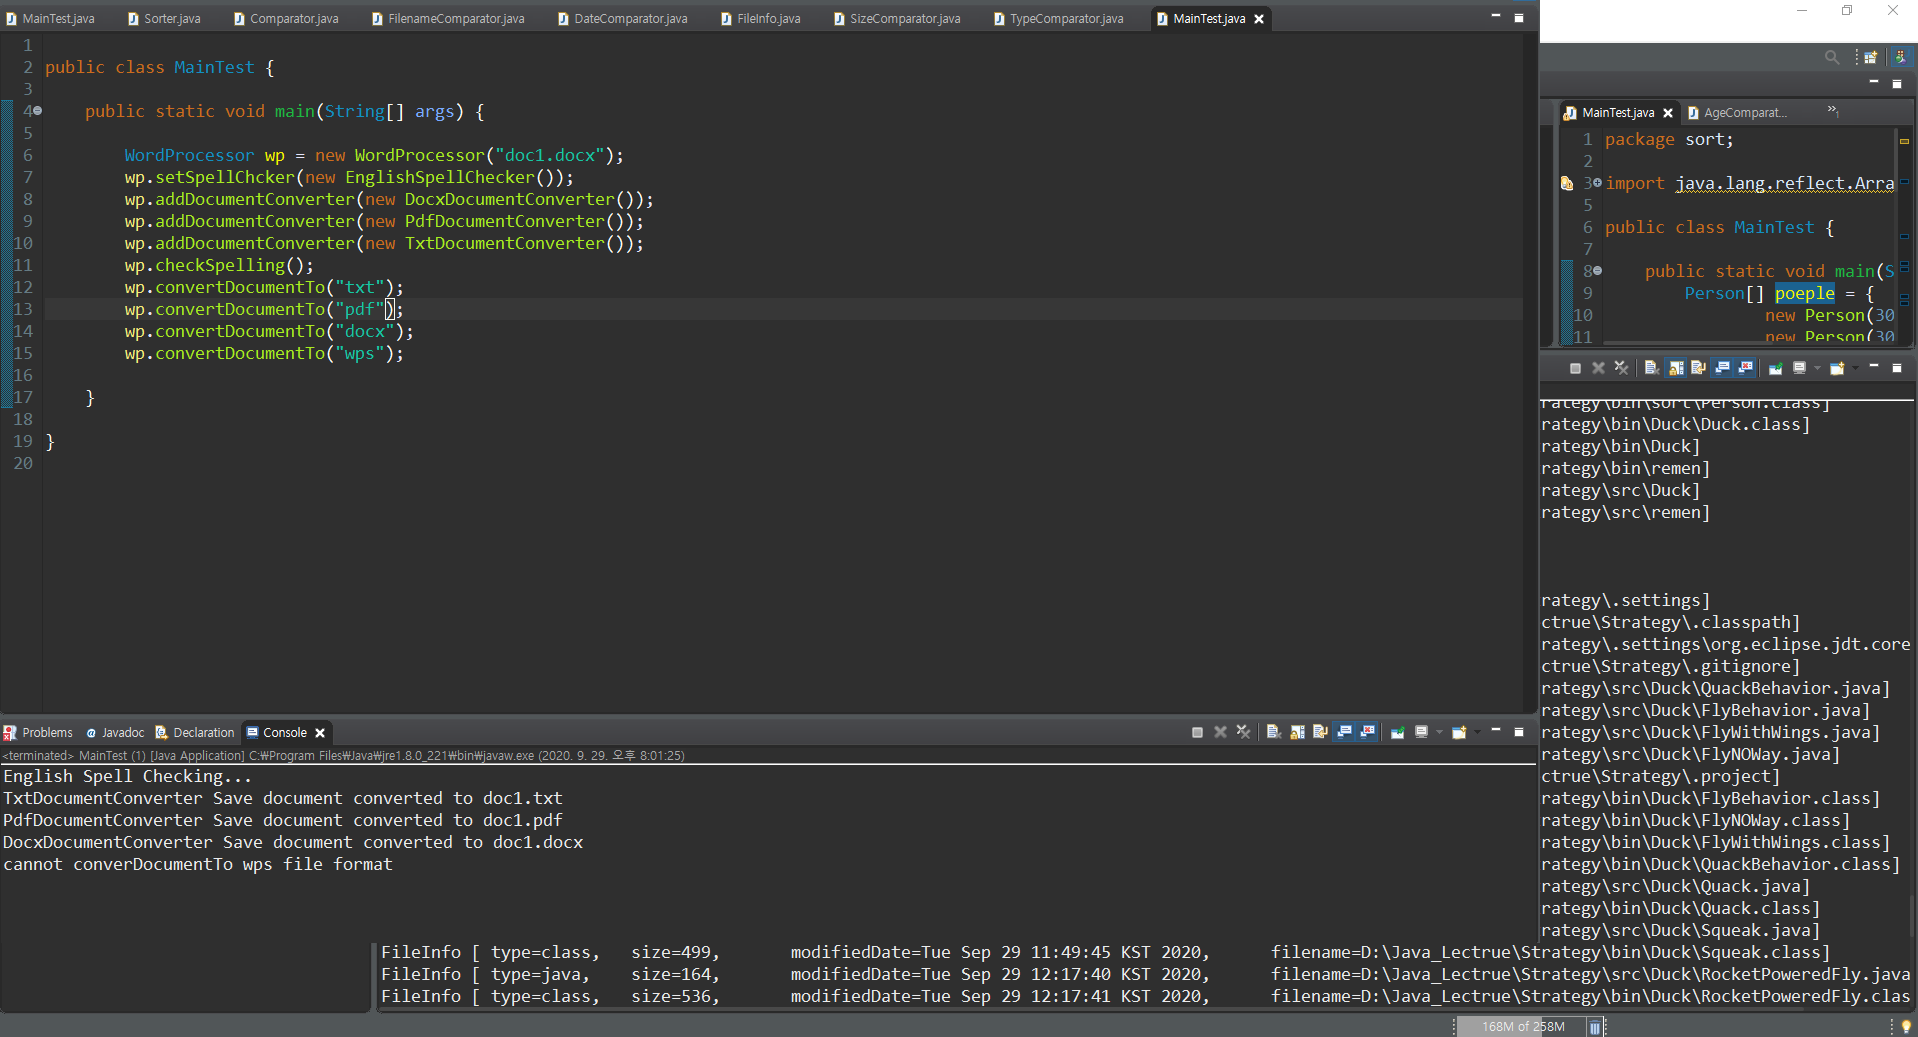 MainTest.java Sorter.java Comparator.java FilenameComparator.java DateComparator.java FileInfo.java SizeComparator.java TypeComparator.java MainTest.java
1
2 public class MainTest {
3
4 public static void main(String[] args) {
5
6 WordProcessor wp = new WordProcessor("doc1.docx");
7 wp.setSpellChcker(new EnglishSpellChecker());
8 wp.addDocumentConverter(new DocxDocumentConverter());
9 wp.addDocumentConverter(new PdfDocumentConverter());
10 wp.addDocumentConverter(new TxtDocumentConverter());
11 wp.checkSpelling();
12 wp.convertDocumentTo("txt");
13 wp.convertDocumentTo("pdf");
14 wp.convertDocumentTo("docx");
15 wp.convertDocumentTo("wps");
16
17 }
18
19 }
20
MainTest.java AgeComparat... »1
1 package sort;
2
3 import java.lang.reflect.Arra
5
6 public class MainTest {
7
8 public static void main(S
9 Person[] poeple = {
10 new Person(30
11 new Person(30
Problems Javadoc Declaration Console
<terminated> MainTest (1) [Java Application] C:₩Program Files₩Java₩jre1.8.0_221₩bin₩javaw.exe (2020. 9. 29. 오후 8:01:25)
English Spell Checking...
TxtDocumentConverter Save document converted to doc1.txt
PdfDocumentConverter Save document converted to doc1.pdf
DocxDocumentConverter Save document converted to doc1.docx
cannot converDocumentTo wps file format
rategy\bin\sort\Person.class]
rategy\bin\Duck\Duck.class]
rategy\bin\Duck]
rategy\bin\remen]
rategy\src\Duck]
rategy\src\remen]
rategy\.settings]
ctrue\Strategy\.classpath]
rategy\.settings\org.eclipse.jdt.core
ctrue\Strategy\.gitignore]
rategy\src\Duck\QuackBehavior.java]
rategy\src\Duck\FlyBehavior.java]
rategy\src\Duck\FlyWithWings.java]
rategy\src\Duck\FlyNOWay.java]
ctrue\Strategy\.project]
rategy\bin\Duck\FlyBehavior.class]
rategy\bin\Duck\FlyNOWay.class]
rategy\bin\Duck\FlyWithWings.class]
rategy\bin\Duck\QuackBehavior.class]
rategy\src\Duck\Quack.java]
rategy\bin\Duck\Quack.class]
rategy\src\Duck\Squeak.java]
FileInfo [ type=class, size=499, modifiedDate=Tue Sep 29 11:49:45 KST 2020, filename=D:\Java_Lectrue\Strategy\bin\Duck\Squeak.class]
FileInfo [ type=java, size=164, modifiedDate=Tue Sep 29 12:17:40 KST 2020, filename=D:\Java_Lectrue\Strategy\src\Duck\RocketPoweredFly.java
FileInfo [ type=class, size=536, modifiedDate=Tue Sep 29 12:17:41 KST 2020, filename=D:\Java_Lectrue\Strategy\bin\Duck\RocketPoweredFly.clas
168M of 258M